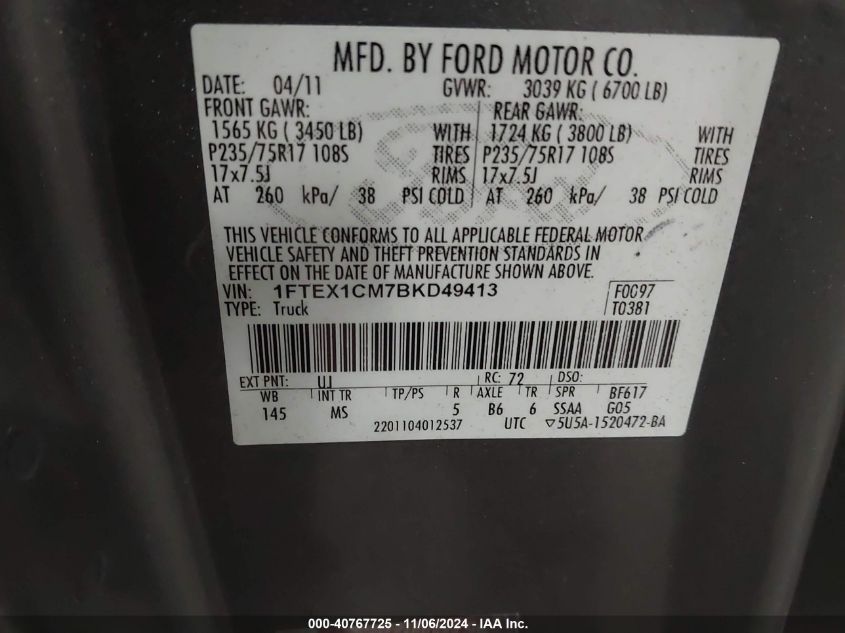 MFD. BY FORD MOTOR CO.
DATE: 04/11 GVWR: 3039 KG ( 6700 LB)
FRONT GAWR: REAR GAWR:
1565 KG ( 3450 LB) WITH 1724 KG ( 3800 LB) WITH
P235/75R17 108S TIRES P235/75R17 108S TIRES
17x7.5J RIMS 17x7.5J RIMS
AT 260 kPa/ 38 PSI COLD AT 260 kPa/ 38 PSI COLD
THIS VEHICLE CONFORMS TO ALL APPLICABLE FEDERAL MOTOR
VEHICLE SAFETY AND THEFT PREVENTION STANDARDS IN
EFFECT ON THE DATE OF MANUFACTURE SHOWN ABOVE.
VIN: 1FTEX1CM7BKD49413 F0097
TYPE: Truck T0381
EXT PNT: UJ RC: 72 DSO:
WB INT TR TP/PS R AXLE TR SPR BF617
145 MS 5 B6 6 SSAA G05
2201104012537 UTC ▽5U5A-1520472-BA
000-40767725 - 11/06/2024 - IAA Inc.